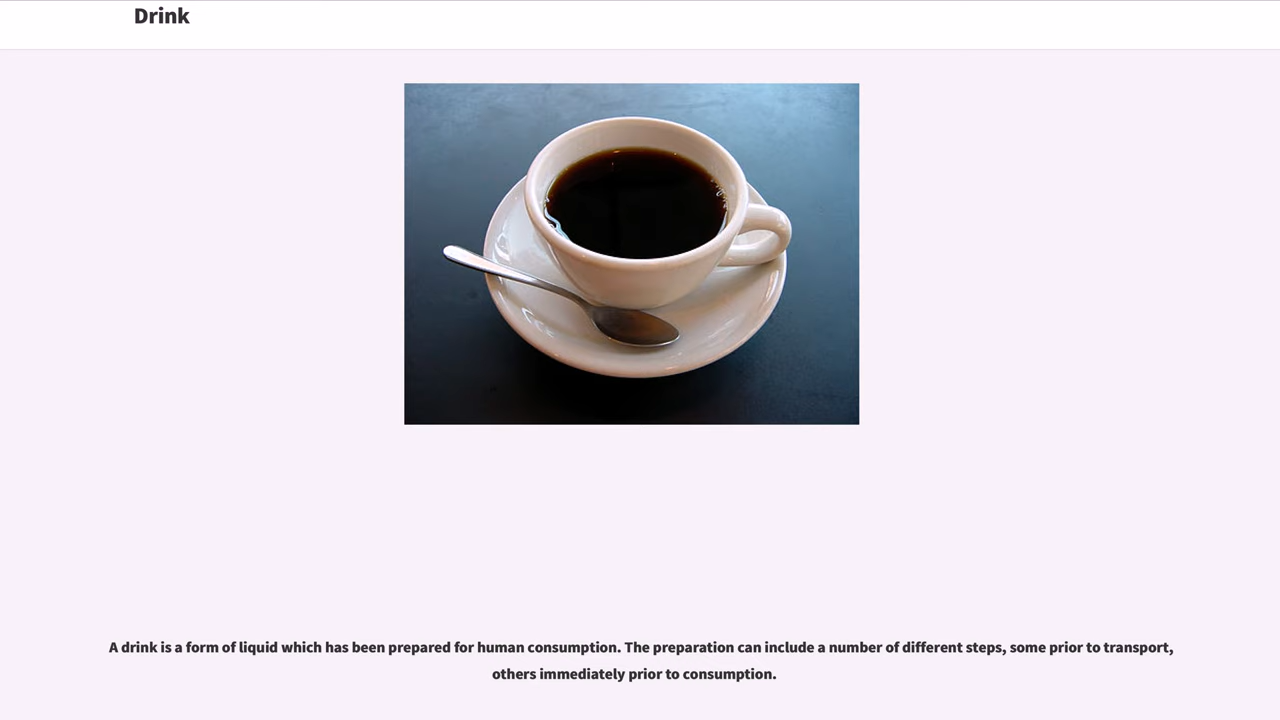 Drink
A drink is a form of liquid which has been prepared for human consumption. The preparation can include a number of different steps, some prior to transport,
others immediately prior to consumption.